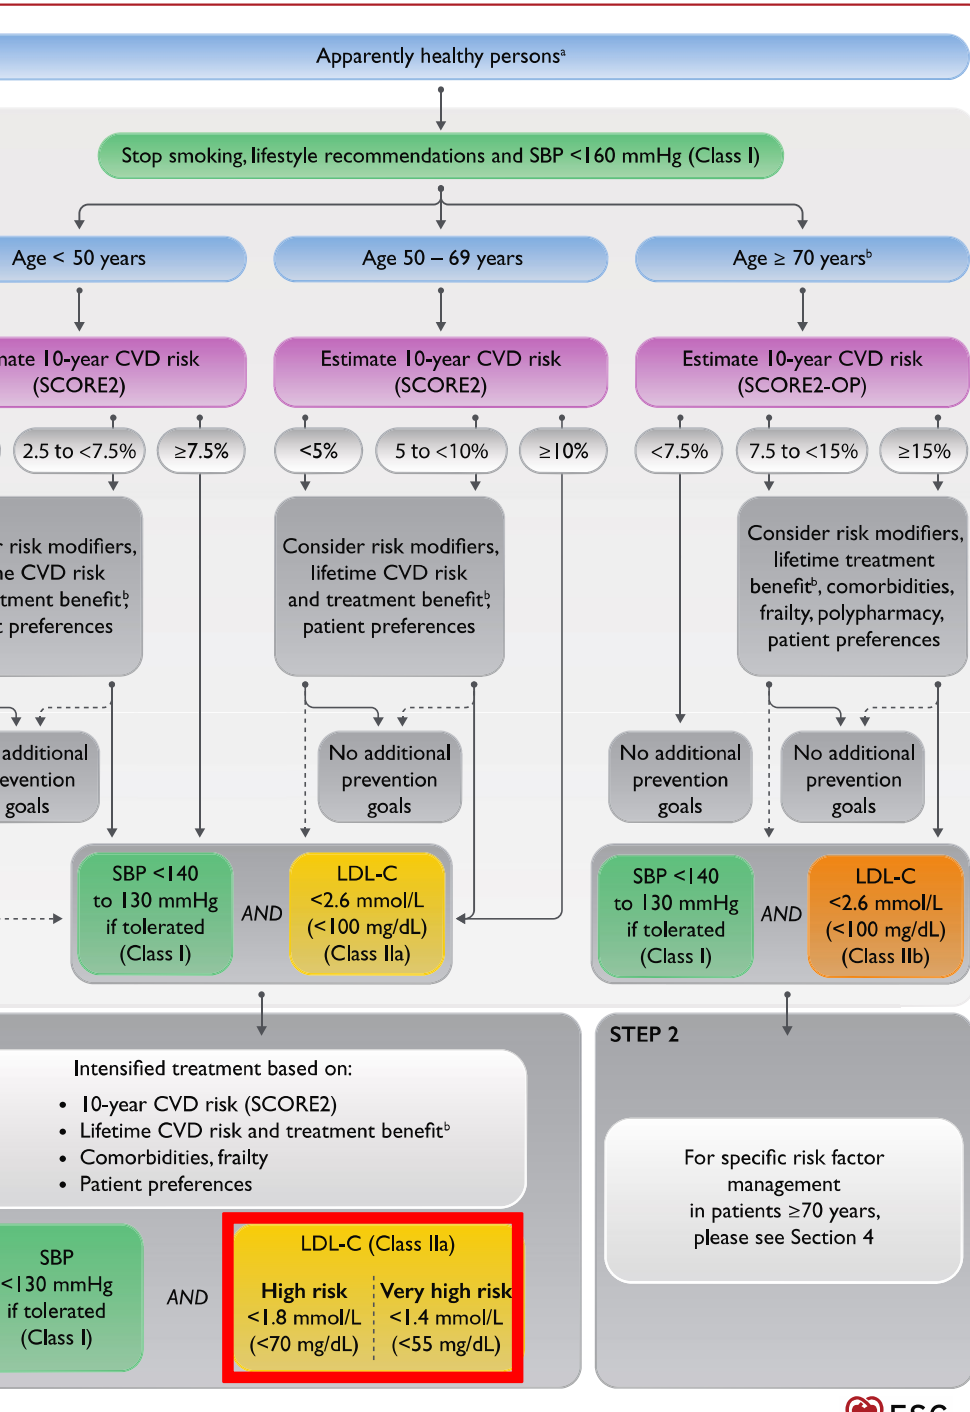 Apparently healthy personsᵃ
Stop smoking, lifestyle recommendations and SBP <160 mmHg (Class I)
Age < 50 years
Age 50 – 69 years
Age ≥ 70 yearsᵇ
10-year CVD risk
(SCORE2)
Estimate 10-year CVD risk
(SCORE2)
Estimate 10-year CVD risk
(SCORE2-OP)
2.5 to <7.5%
≥7.5%
<5%
5 to <10%
≥10%
<7.5%
7.5 to <15%
≥15%
risk modifiers,
CVD risk
benefitᵇ,
preferences
Consider risk modifiers,
lifetime CVD risk
and treatment benefitᵇ,
patient preferences
Consider risk modifiers,
lifetime treatment
benefitᵇ, comorbidities,
frailty, polypharmacy,
patient preferences
additional
goals
No additional
prevention
goals
No additional
prevention
goals
No additional
prevention
goals
SBP <140
to 130 mmHg
if tolerated
(Class I)
AND
LDL-C
<2.6 mmol/L
(<100 mg/dL)
(Class IIa)
SBP <140
to 130 mmHg
if tolerated
(Class I)
AND
LDL-C
<2.6 mmol/L
(<100 mg/dL)
(Class IIb)
Intensified treatment based on:
• 10-year CVD risk (SCORE2)
• Lifetime CVD risk and treatment benefitᵇ
• Comorbidities, frailty
• Patient preferences
SBP
<130 mmHg
if tolerated
(Class I)
AND
LDL-C (Class IIa)
High risk
<1.8 mmol/L
(<70 mg/dL)
Very high risk
<1.4 mmol/L
(<55 mg/dL)
STEP 2
For specific risk factor
management
in patients ≥70 years,
please see Section 4
ESC